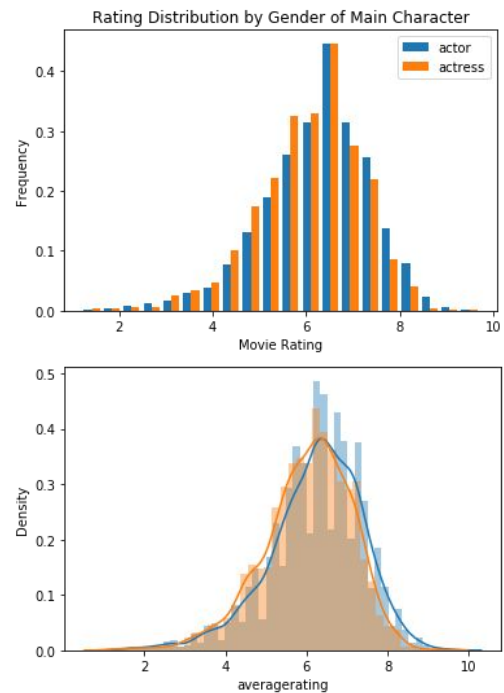 Rating Distribution by Gender of Main Character
actor
actress
Frequency
0.4
0.3
0.2
0.1
0.0
2 4 6 8 10
Movie Rating
Density
0.5
0.4
0.3
0.2
0.1
0.0
2 4 6 8 10
averagerating